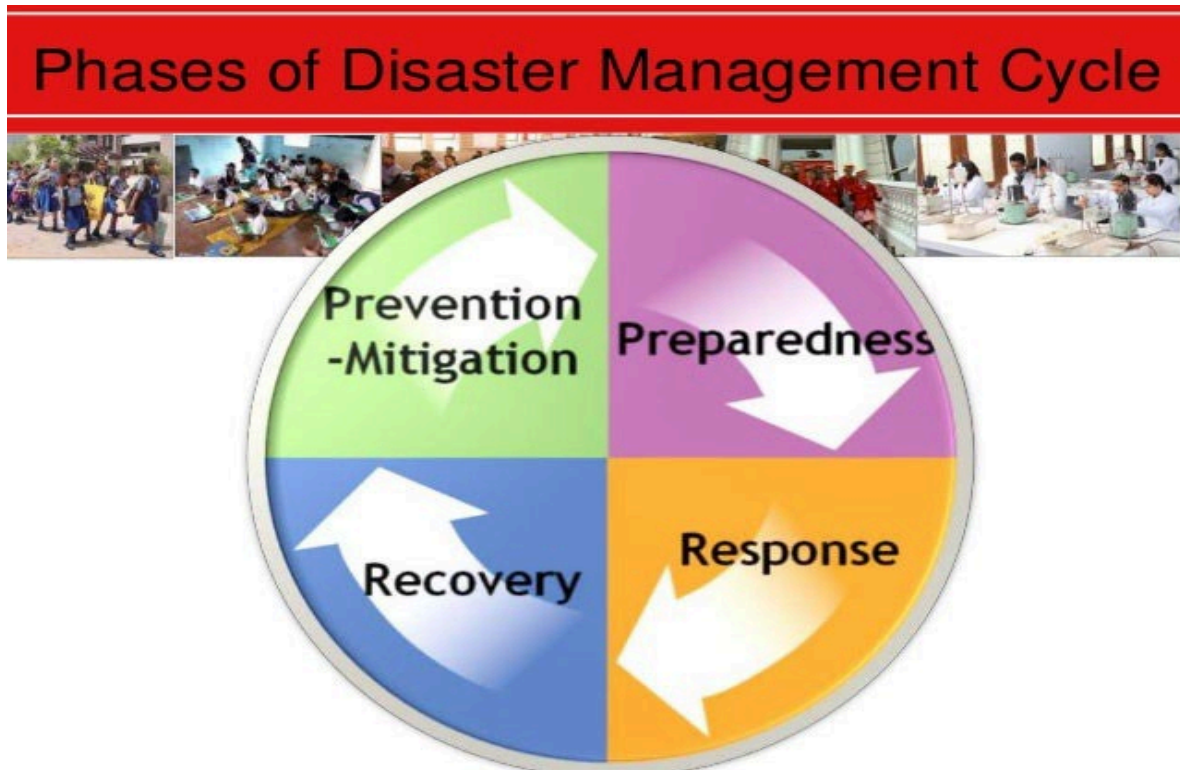 Phases of Disaster Management Cycle
Prevention
-Mitigation
Preparedness
Response
Recovery